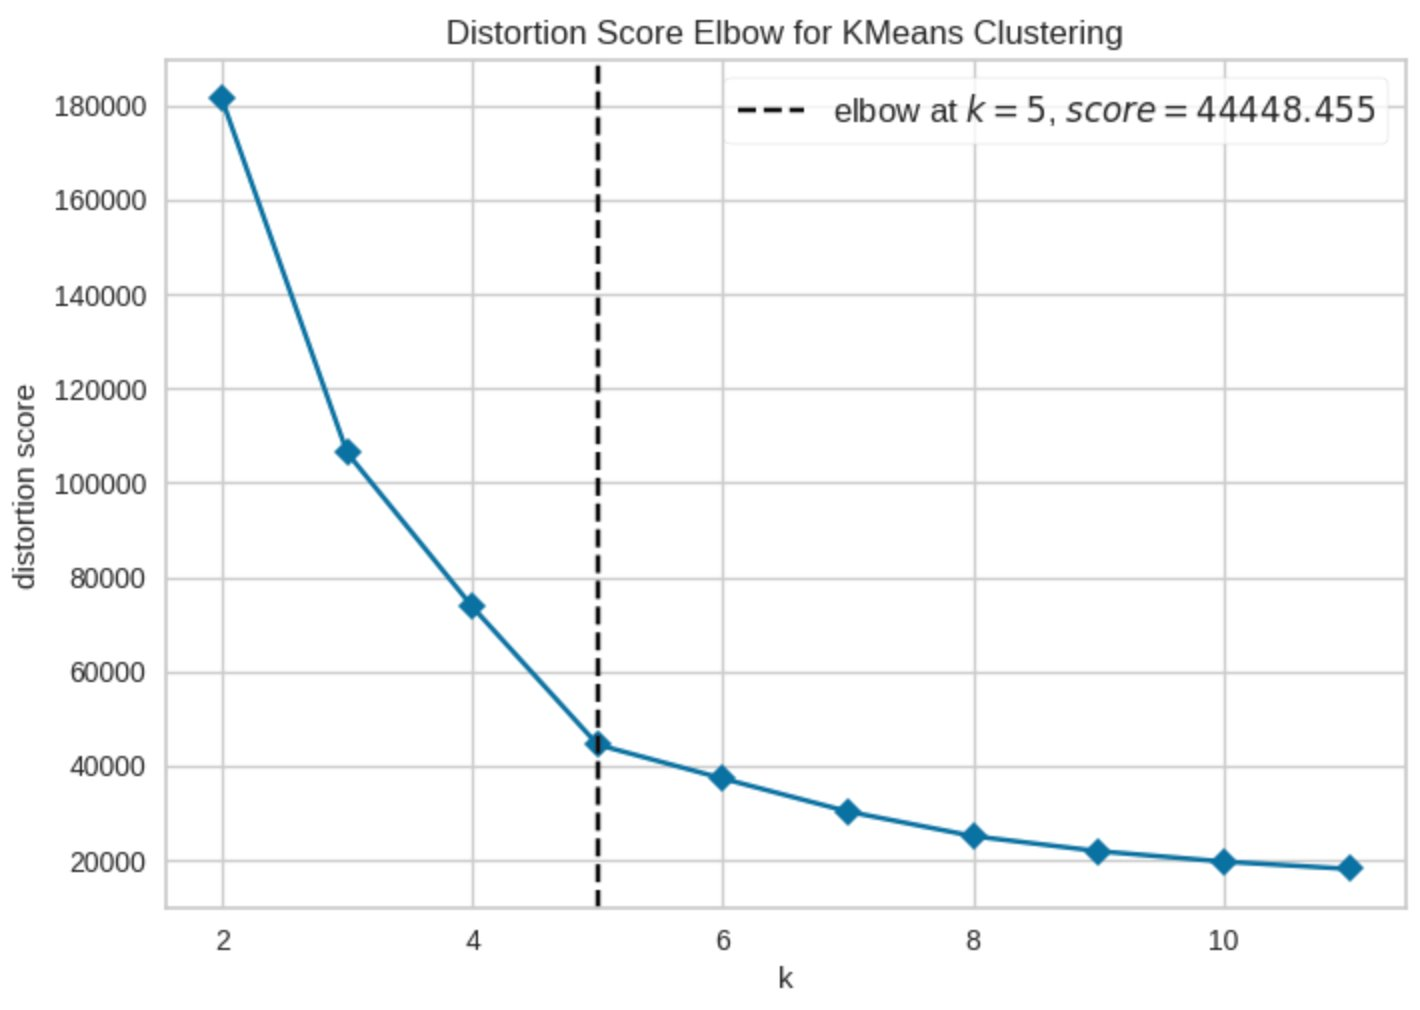 Distortion Score Elbow for KMeans Clustering
elbow at k = 5, score = 44448.455
180000
160000
140000
120000
100000
80000
60000
40000
20000
distortion score
2 4 6 8 10
k